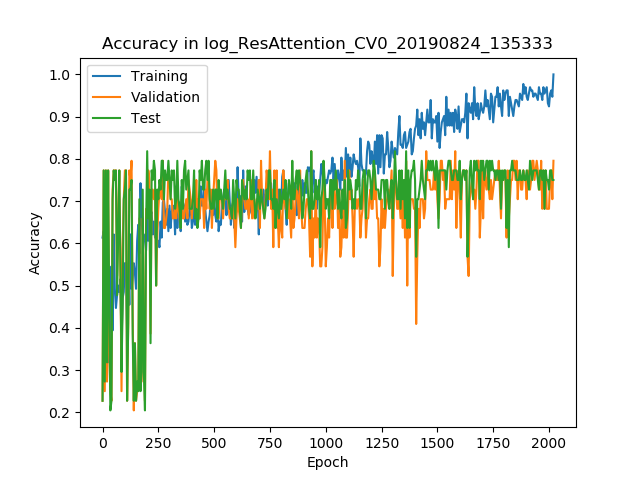 Accuracy in log_ResAttention_CV0_20190824_135333
Training
Validation
Test
1.0
0.9
0.8
0.7
0.6
0.5
0.4
0.3
0.2
Accuracy
0 250 500 750 1000 1250 1500 1750 2000
Epoch